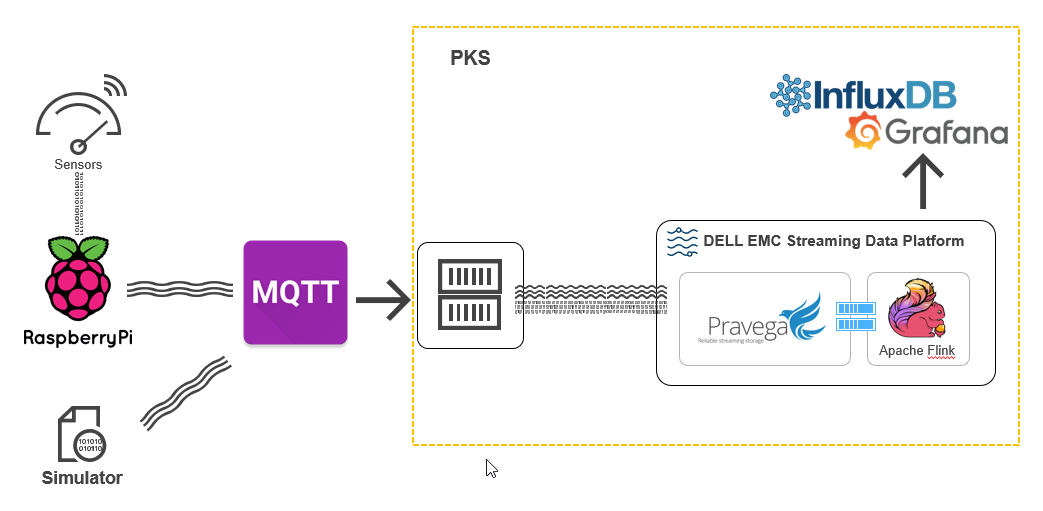 PKS
InfluxDB
Grafana
Sensors
DELL EMC Streaming Data Platform
MQTT
RaspberryPi
Pravega
Reliable streaming storage
Apache Flink
101010
010110
Simulator